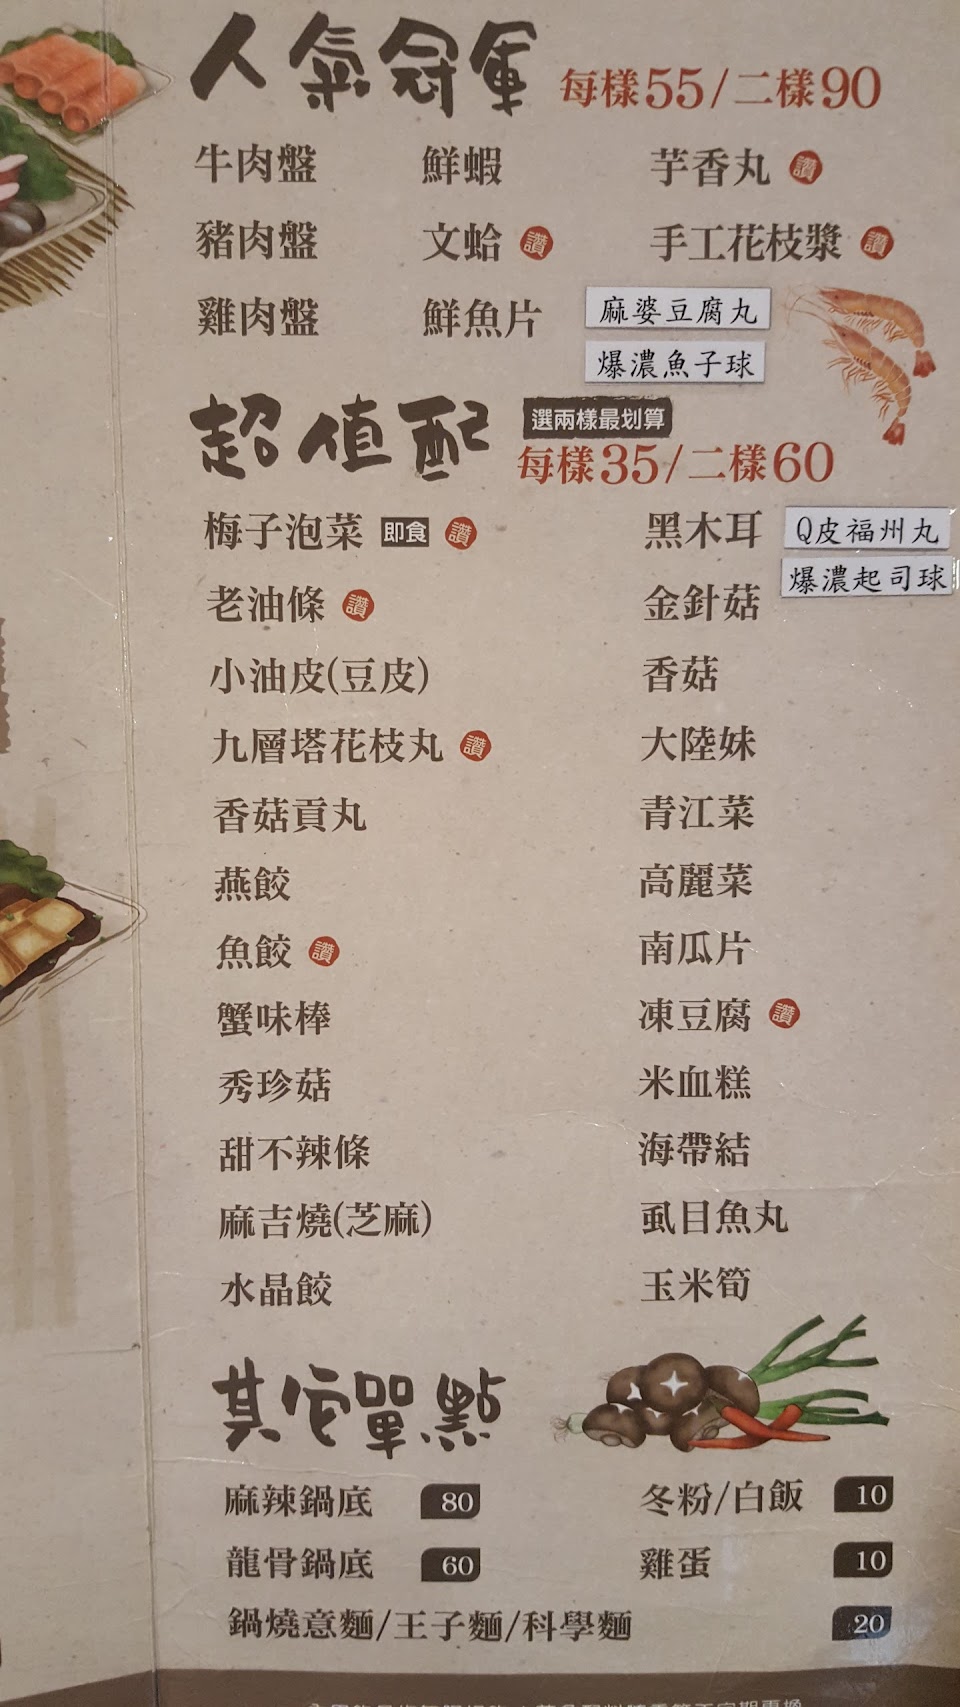 人氣冠軍 每樣55/二樣90
牛肉盤 鮮蝦 芋香丸 讚
豬肉盤 文蛤 讚 手工花枝漿 讚
雞肉盤 鮮魚片 麻婆豆腐丸
爆濃魚子球
超值配 選兩樣最划算
每樣35/二樣60
梅子泡菜 即食 讚 黑木耳 Q皮福州丸
爆濃起司球
老油條 讚 金針菇
小油皮(豆皮) 香菇
九層塔花枝丸 讚 大陸妹
香菇貢丸 青江菜
燕餃 高麗菜
魚餃 讚 南瓜片
蟹味棒 凍豆腐 讚
秀珍菇 米血糕
甜不辣條 海帶結
麻吉燒(芝麻) 虱目魚丸
水晶餃 玉米筍
其它單點
麻辣鍋底 80 冬粉/白飯 10
龍骨鍋底 60 雞蛋 10
鍋燒意麵/王子麵/科學麵 20